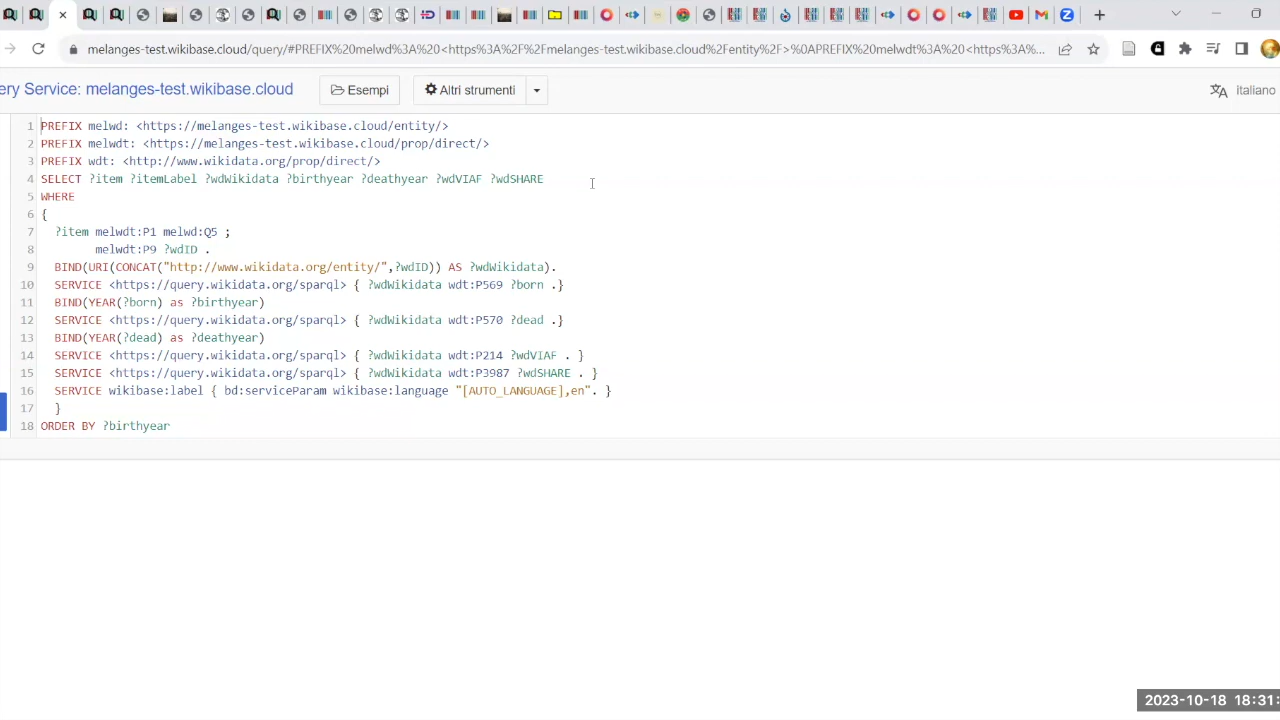 melanges-test.wikibase.cloud/query/#PREFIX%20melwd%3A%20<https%3A%2F%2Fmelanges-test.wikibase.cloud%2Fentity%2F>%0APREFIX%20melwdt%3A%20<https%3A%...
ery Service: melanges-test.wikibase.cloud
Esempi
Altri strumenti
italiano
1 PREFIX melwd: <https://melanges-test.wikibase.cloud/entity/>
2 PREFIX melwdt: <https://melanges-test.wikibase.cloud/prop/direct/>
3 PREFIX wdt: <http://www.wikidata.org/prop/direct/>
4 SELECT ?item ?itemLabel ?wdWikidata ?birthyear ?deathyear ?wdVIAF ?wdSHARE
5 WHERE
6 {
7 ?item melwdt:P1 melwd:Q5 ;
8 melwdt:P9 ?wdID .
9 BIND(URI(CONCAT("http://www.wikidata.org/entity/",?wdID)) AS ?wdWikidata).
10 SERVICE <https://query.wikidata.org/sparql> { ?wdWikidata wdt:P569 ?born .}
11 BIND(YEAR(?born) as ?birthyear)
12 SERVICE <https://query.wikidata.org/sparql> { ?wdWikidata wdt:P570 ?dead .}
13 BIND(YEAR(?dead) as ?deathyear)
14 SERVICE <https://query.wikidata.org/sparql> { ?wdWikidata wdt:P214 ?wdVIAF . }
15 SERVICE <https://query.wikidata.org/sparql> { ?wdWikidata wdt:P3987 ?wdSHARE . }
16 SERVICE wikibase:label { bd:serviceParam wikibase:language "[AUTO_LANGUAGE],en". }
17 }
18 ORDER BY ?birthyear
2023-10-18 18:31: